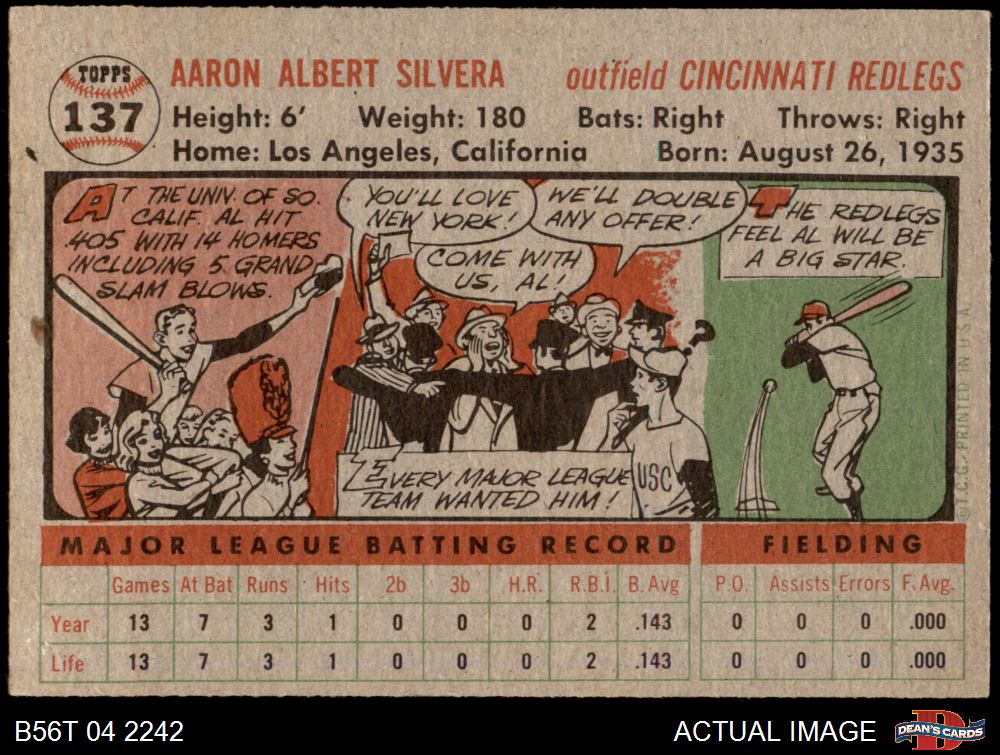 TOPPS
137
AARON ALBERT SILVERA outfield CINCINNATI REDLEGS
Height: 6' Weight: 180 Bats: Right Throws: Right
Home: Los Angeles, California Born: August 26, 1935
AT THE UNIV. OF SO.
CALIF. AL HIT
.405 WITH 14 HOMERS
INCLUDING 5 GRAND
SLAM BLOWS.
YOU'LL LOVE
NEW YORK!
WE'LL DOUBLE
ANY OFFER!
COME WITH
US, AL!
USC
EVERY MAJOR LEAGUE
TEAM WANTED HIM!
THE REDLEGS
FEEL AL WILL BE
A BIG STAR.
© T.C.G. PRINTED IN U.S.A.
MAJOR LEAGUE BATTING RECORD FIELDING
Games At Bat Runs Hits 2b 3b H.R. R.B.I. B. Avg P.O. Assists Errors F. Avg.
Year 13 7 3 1 0 0 0 2 .143 0 0 0 .000
Life 13 7 3 1 0 0 0 2 .143 0 0 0 .000
B56T 04 2242 ACTUAL IMAGE
D
DEAN'S CARDS